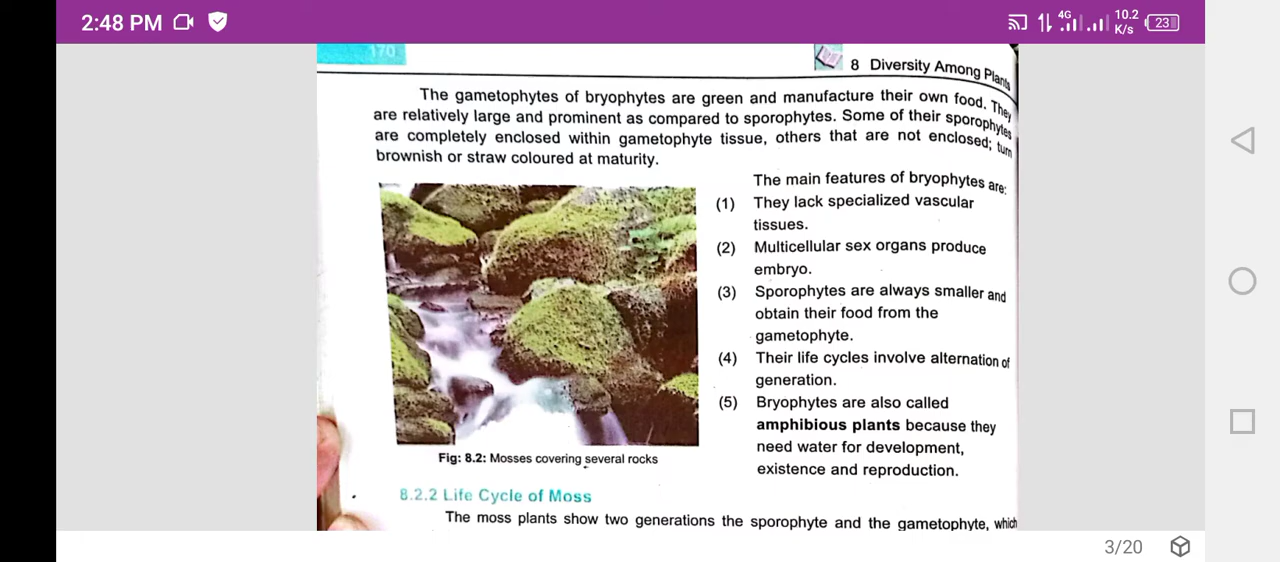 2:48 PM
4G 10.2 K/s 23
170
8 Diversity Among Plants
The gametophytes of bryophytes are green and manufacture their own food. They
are relatively large and prominent as compared to sporophytes. Some of their sporophytes
are completely enclosed within gametophyte tissue, others that are not enclosed; turn
brownish or straw coloured at maturity.
The main features of bryophytes are:
(1) They lack specialized vascular
tissues.
(2) Multicellular sex organs produce
embryo.
(3) Sporophytes are always smaller and
obtain their food from the
gametophyte.
(4) Their life cycles involve alternation of
generation.
(5) Bryophytes are also called
amphibious plants because they
need water for development,
existence and reproduction.
Fig: 8.2: Mosses covering several rocks
8.2.2 Life Cycle of Moss
The moss plants show two generations the sporophyte and the gametophyte, which
3/20